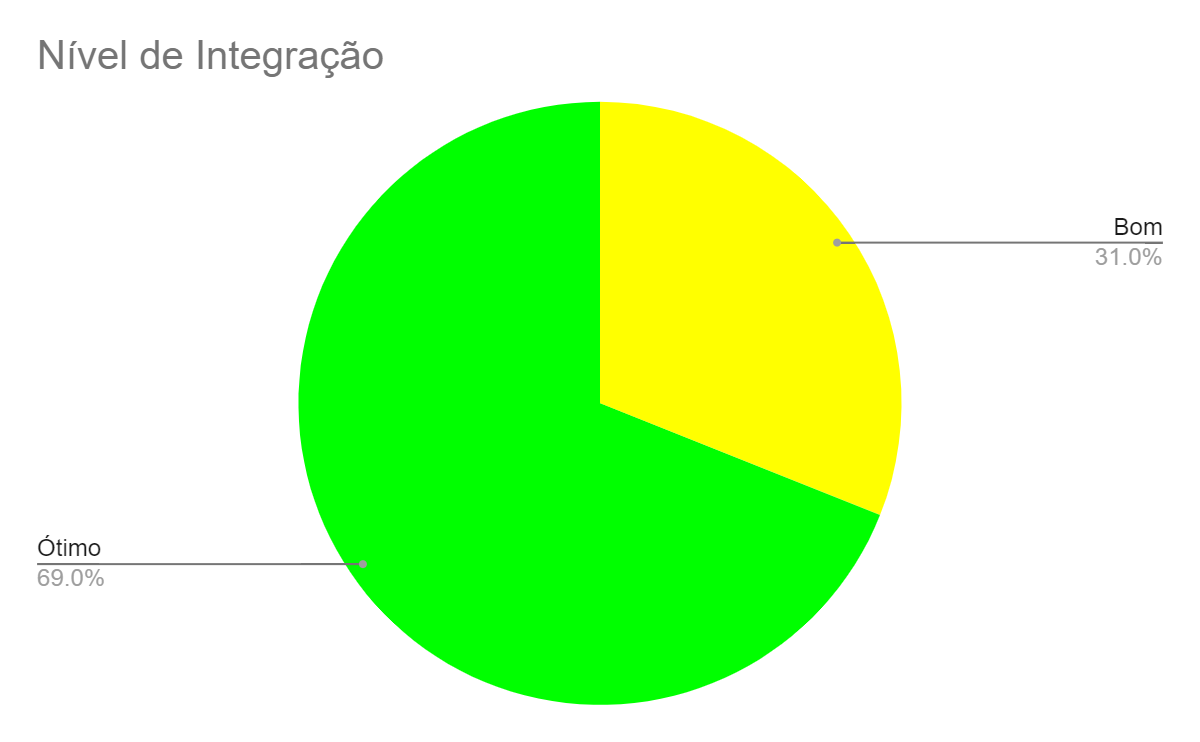 Nível de Integração
Bom
31.0%
Ótimo
69.0%